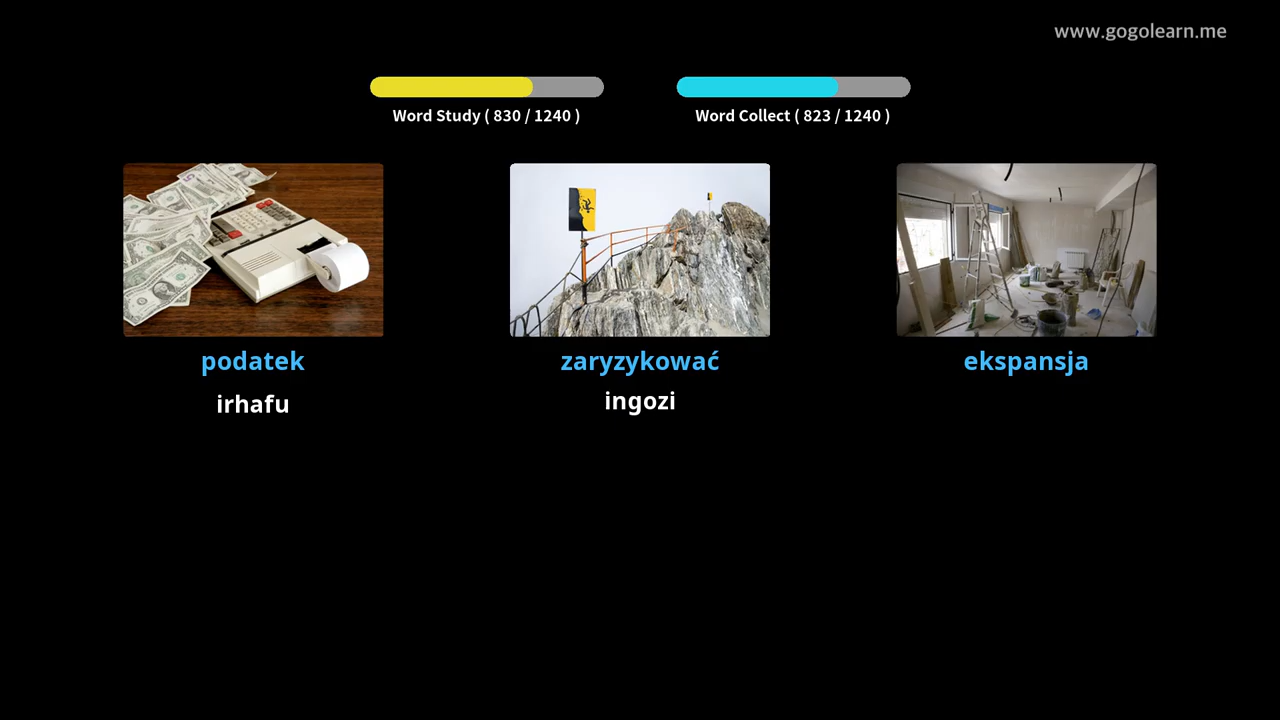 www.gogolearn.me
Word Study ( 830 / 1240 )
Word Collect ( 823 / 1240 )
podatek
zaryzykować
ekspansja
irhafu
ingozi